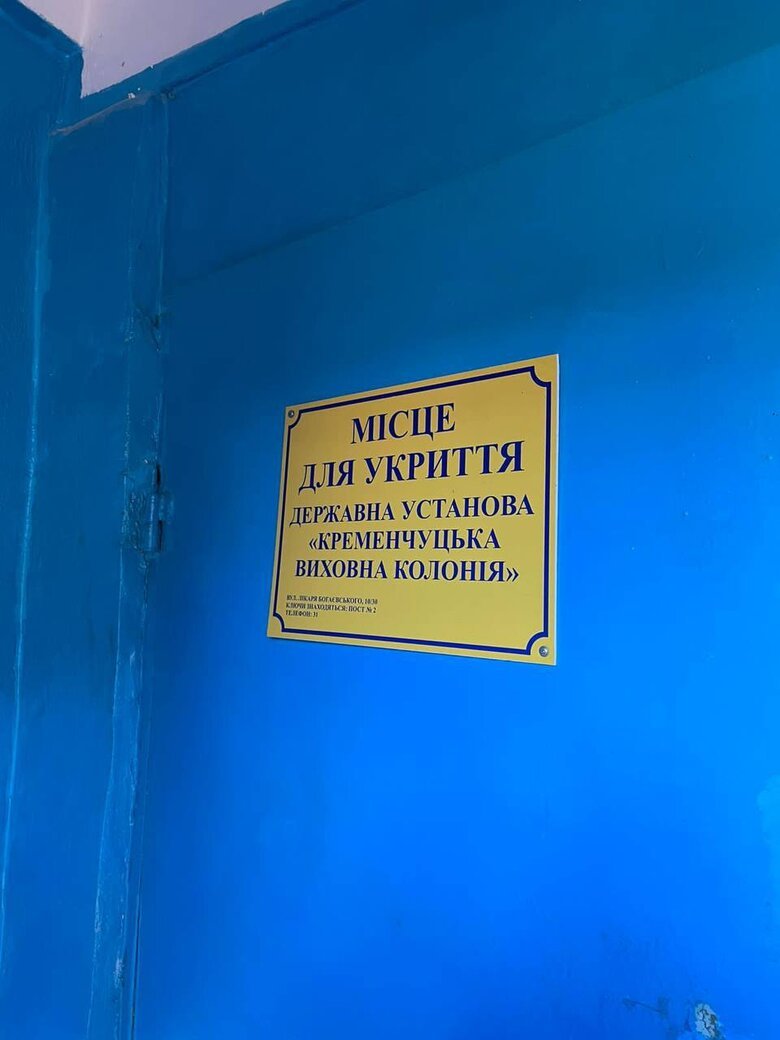 МІСЦЕ
ДЛЯ УКРИТТЯ
ДЕРЖАВНА УСТАНОВА
«КРЕМЕНЧУЦЬКА
ВИХОВНА КОЛОНІЯ»
ВУЛ. ЛІКАРЯ БОГАЄВСЬКОГО, 10/30
КЛЮЧИ ЗНАХОДЯТЬСЯ: ПОСТ № 2
ТЕЛЕФОН: 31